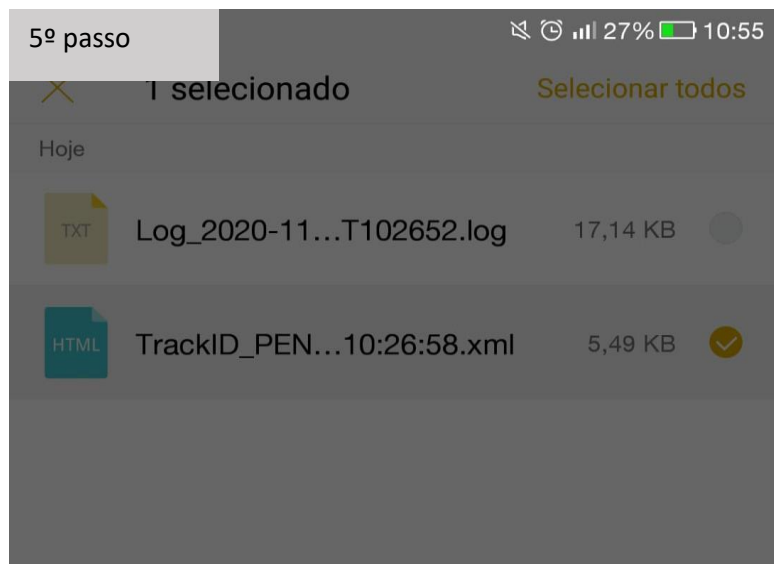 5º passo
27% 10:55
1 selecionado Selecionar todos
Hoje
TXT Log_2020-11...T102652.log 17,14 KB
HTML TrackID_PEN...10:26:58.xml 5,49 KB